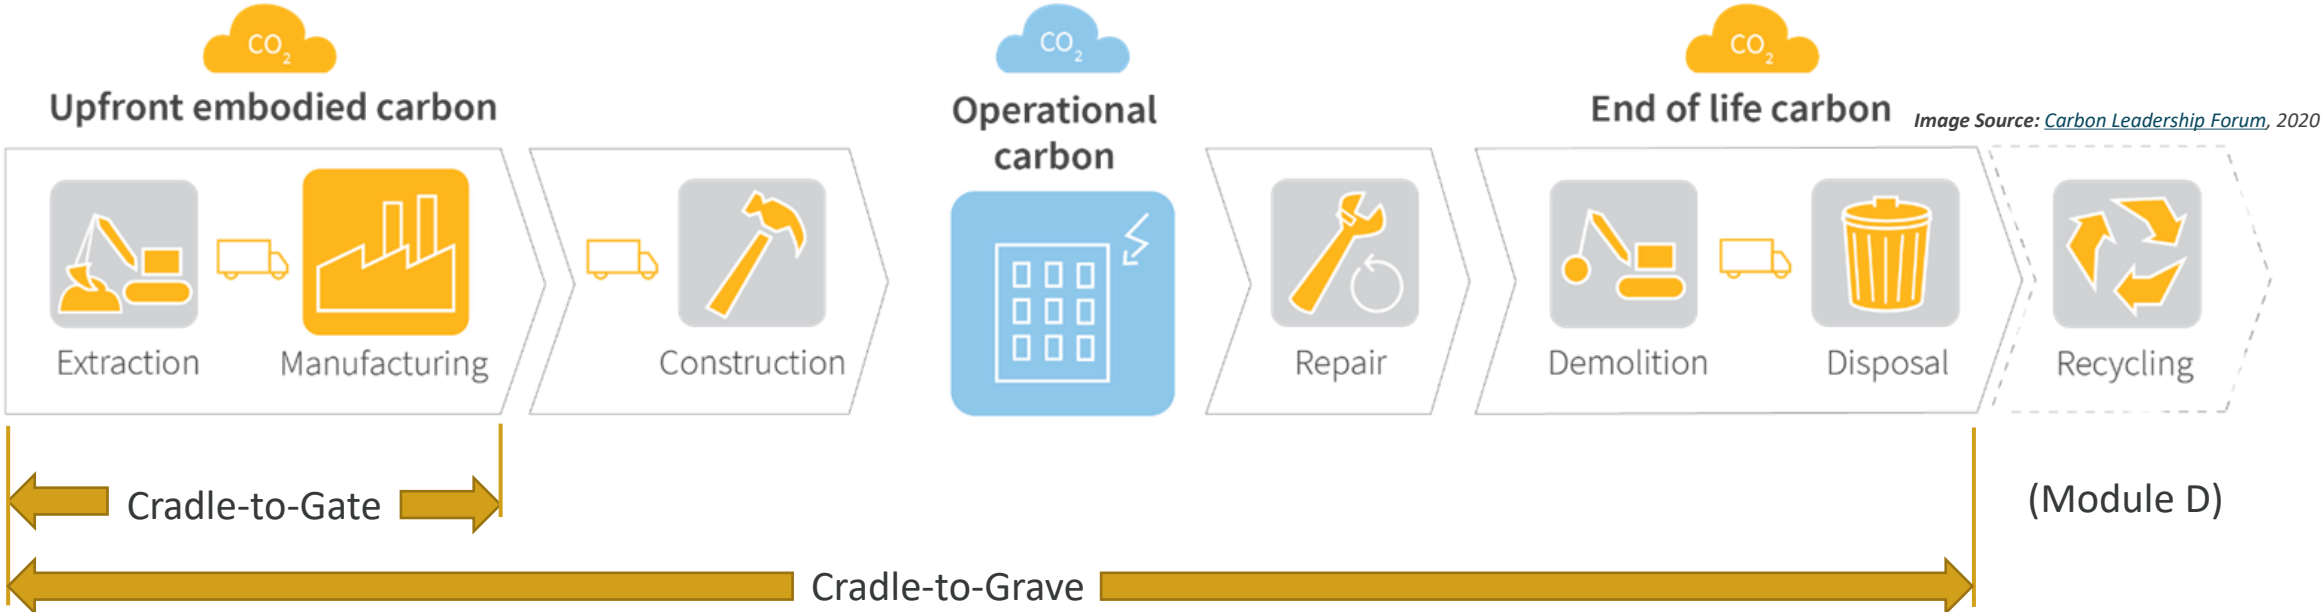 CO2
CO2
CO2
Upfront embodied carbon
Operational
carbon
End of life carbon
Image Source: Carbon Leadership Forum, 2020
Extraction
Manufacturing
Construction
Repair
Demolition
Disposal
Recycling
Cradle-to-Gate
(Module D)
Cradle-to-Grave